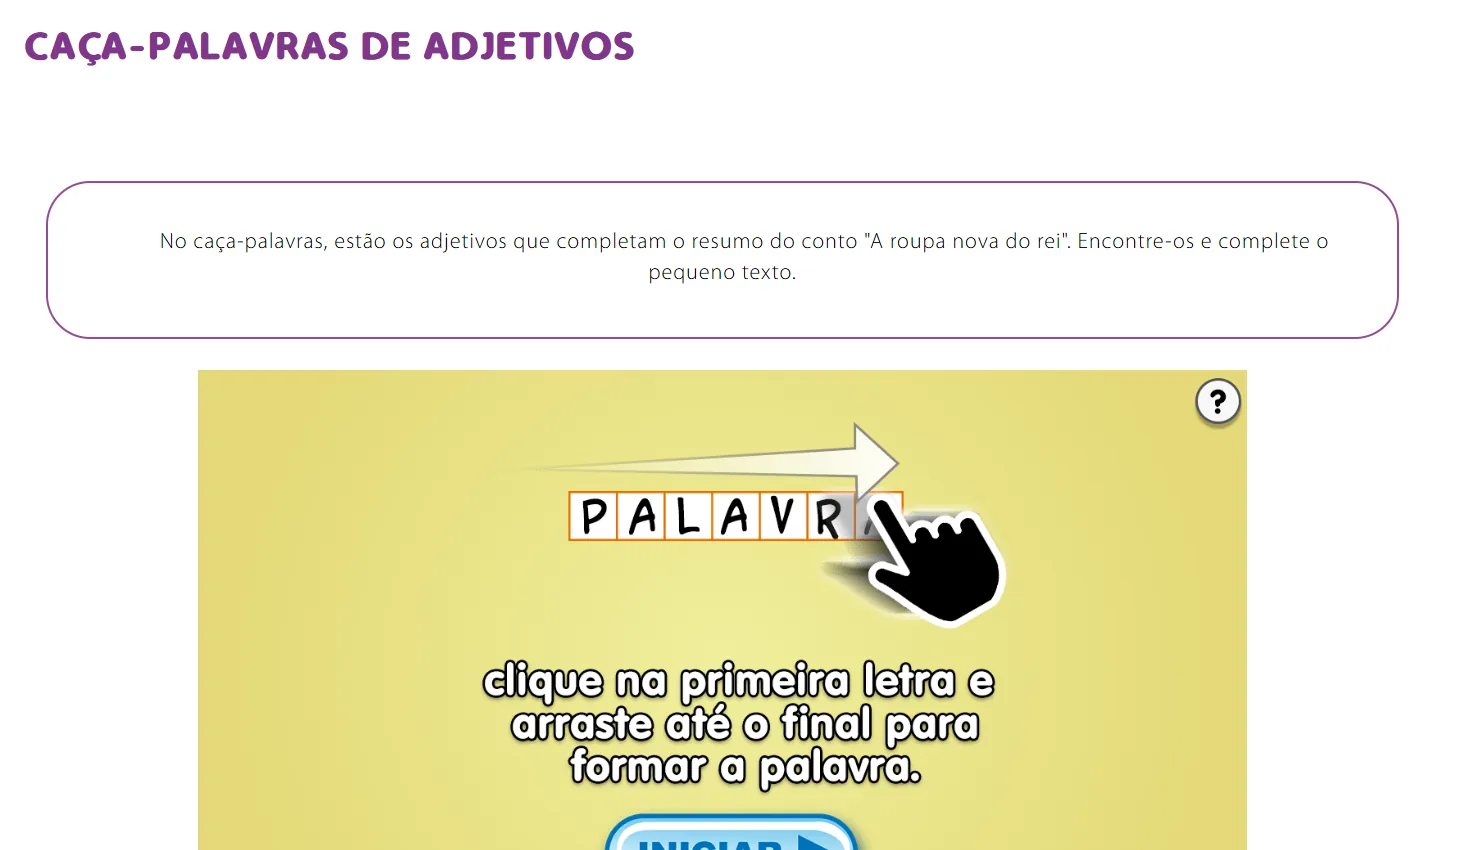 CAÇA-PALAVRAS DE ADJETIVOS
No caça-palavras, estão os adjetivos que completam o resumo do conto "A roupa nova do rei". Encontre-os e complete o
pequeno texto.
?
PALAVRA
clique na primeira letra e
arraste até o final para
formar a palavra.
INICIAR